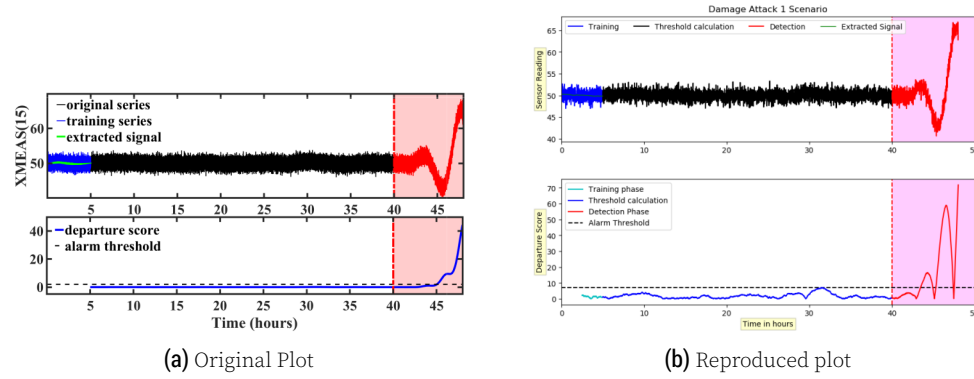 XMEAS(15)
60
50
40
original series
training series
extracted signal
5 10 15 20 25 30 35 40 45
40
20
0
departure score
alarm threshold
5 10 15 20 25 30 35 40 45
Time (hours)
(a) Original Plot
Damage Attack 1 Scenario
Sensor Reading
65
60
55
50
45
40
Training Threshold calculation Detection Extracted Signal
0 10 20 30 40 50
Departure Score
70
60
50
40
30
20
10
0
Training phase
Threshold calculation
Detection Phase
Alarm Threshold
0 10 20 30 40 50
Time in hours
(b) Reproduced plot